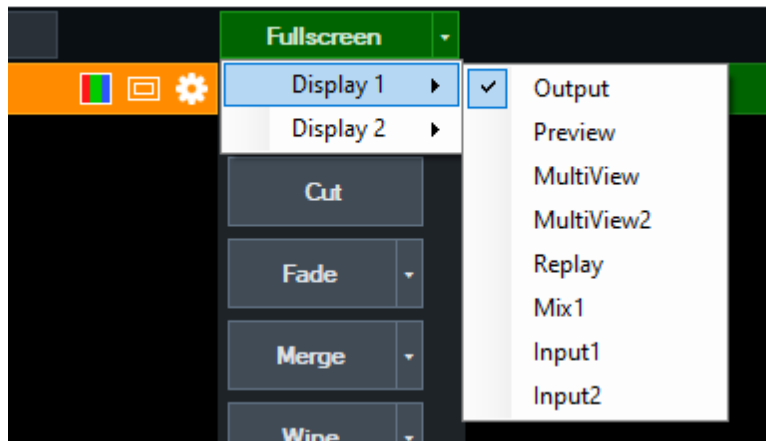 Fullscreen
Display 1
Display 2
Output
Preview
MultiView
MultiView2
Replay
Mix1
Input1
Input2
Cut
Fade
Merge
Wipe